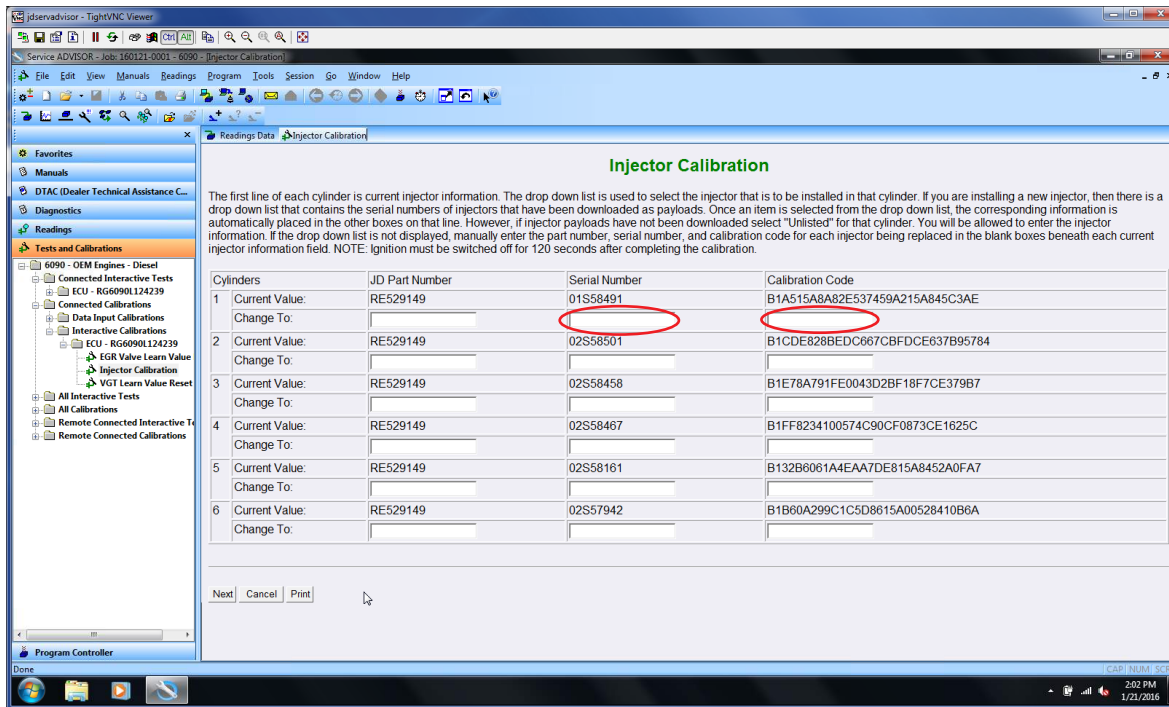 jdservadvisor - TightVNC Viewer
Ctrl Alt
Service ADVISOR - Job: 160121-0001 - 6090 - [Injector Calibration]
File Edit View Manuals Readings Program Tools Session Go Window Help
Readings Data Injector Calibration
Favorites
Manuals
DTAC (Dealer Technical Assistance C...
Diagnostics
Readings
Tests and Calibrations
6090 - OEM Engines - Diesel
Connected Interactive Tests
ECU - RG6090L124239
Connected Calibrations
Data Input Calibrations
Interactive Calibrations
ECU - RG6090L124239
EGR Valve Learn Value
Injector Calibration
VGT Learn Value Reset
All Interactive Tests
All Calibrations
Remote Connected Interactive Te
Remote Connected Calibrations
Program Controller
Injector Calibration
The first line of each cylinder is current injector information. The drop down list is used to select the injector that is to be installed in that cylinder. If you are installing a new injector, then there is a
drop down list that contains the serial numbers of injectors that have been downloaded as payloads. Once an item is selected from the drop down list, the corresponding information is
automatically placed in the other boxes on that line. However, if injector payloads have not been downloaded select "Unlisted" for that cylinder. You will be allowed to enter the injector
information. If the drop down list is not displayed, manually enter the part number, serial number, and calibration code for each injector being replaced in the blank boxes beneath each current
injector information field. NOTE: Ignition must be switched off for 120 seconds after completing the calibration.
Cylinders JD Part Number Serial Number Calibration Code
1 Current Value: RE529149 01S58491 B1A515A8A82E537459A215A845C3AE
Change To:
2 Current Value: RE529149 02S58501 B1CDE828BEDC667CBFDCE637B95784
Change To:
3 Current Value: RE529149 02S58458 B1E78A791FE0043D2BF18F7CE379B7
Change To:
4 Current Value: RE529149 02S58467 B1FF8234100574C90CF0873CE1625C
Change To:
5 Current Value: RE529149 02S58161 B132B6061A4EAA7DE815A8452A0FA7
Change To:
6 Current Value: RE529149 02S57942 B1B60A299C1C5D8615A00528410B6A
Change To:
Next Cancel Print
Done
CAP NUM SCR
2:02 PM
1/21/2016